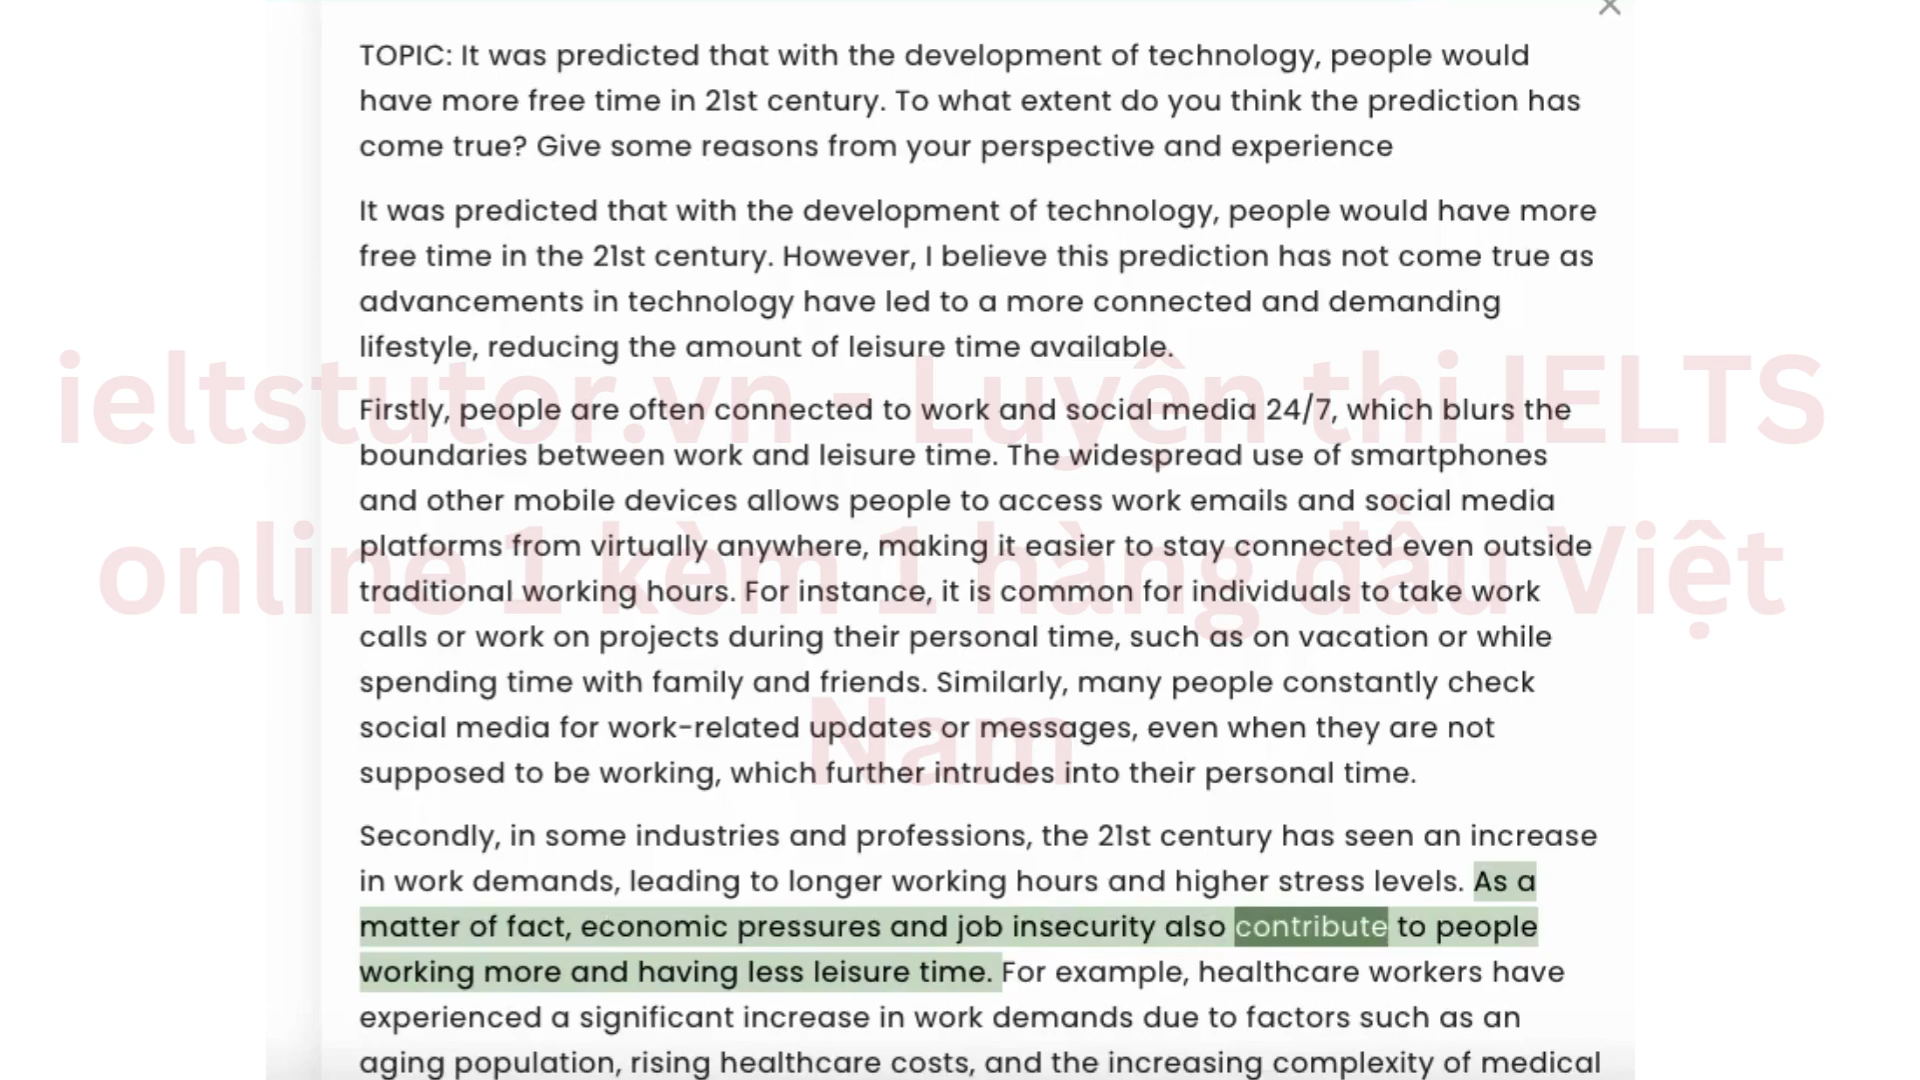 TOPIC: It was predicted that with the development of technology, people would
have more free time in 21st century. To what extent do you think the prediction has
come true? Give some reasons from your perspective and experience
It was predicted that with the development of technology, people would have more
free time in the 21st century. However, I believe this prediction has not come true as
advancements in technology have led to a more connected and demanding
lifestyle, reducing the amount of leisure time available.
Firstly, people are often connected to work and social media 24/7, which blurs the
boundaries between work and leisure time. The widespread use of smartphones
and other mobile devices allows people to access work emails and social media
platforms from virtually anywhere, making it easier to stay connected even outside
traditional working hours. For instance, it is common for individuals to take work
calls or work on projects during their personal time, such as on vacation or while
spending time with family and friends. Similarly, many people constantly check
social media for work-related updates or messages, even when they are not
supposed to be working, which further intrudes into their personal time.
Secondly, in some industries and professions, the 21st century has seen an increase
in work demands, leading to longer working hours and higher stress levels. As a
matter of fact, economic pressures and job insecurity also contribute to people
working more and having less leisure time. For example, healthcare workers have
experienced a significant increase in work demands due to factors such as an
aging population, rising healthcare costs, and the increasing complexity of medical
ieltstutor.vn - Luyện thi IELTS
online 1 kèm 1 hàng đầu Việt
Nam